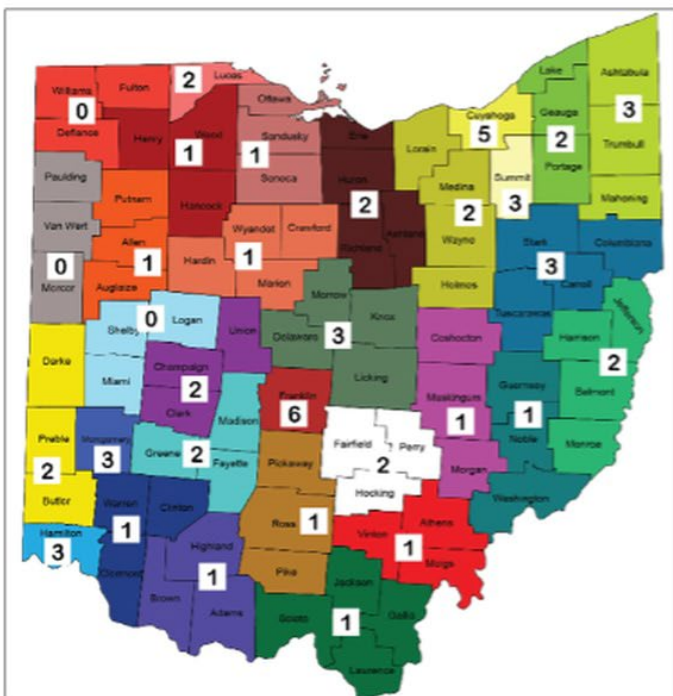 Williams
Fulton
2
Lucas
0
Defiance
Henry
Wood
1
Ottawa
Sandusky
1
Seneca
Erie
Huron
2
Ashland
Richland
Lorain
Cuyahoga
5
Medina
2
Wayne
Holmes
Summit
3
Lake
Geauga
2
Portage
Ashtabula
3
Trumbull
Mahoning
Paulding
Van Wert
0
Mercer
Putnam
Allen
1
Auglaize
Hancock
Hardin
Wyandot
Crawford
1
Marion
Morrow
Knox
Delaware
3
Licking
Stark
Columbiana
3
Carroll
Tuscarawas
Jefferson
Harrison
2
Belmont
Monroe
Darke
Shelby
0
Logan
Miami
Union
Champaign
2
Clark
Franklin
6
Coshocton
Muskingum
1
Morgan
Guernsey
1
Noble
Washington
Preble
2
Butler
Montgomery
3
Greene
2
Madison
Fayette
Pickaway
Ross
1
Pike
Fairfield
Perry
2
Hocking
Hamilton
3
Warren
Clinton
1
Clermont
Highland
1
Brown
Adams
Vinton
Athens
1
Meigs
Jackson
Scioto
1
Gallia
Lawrence